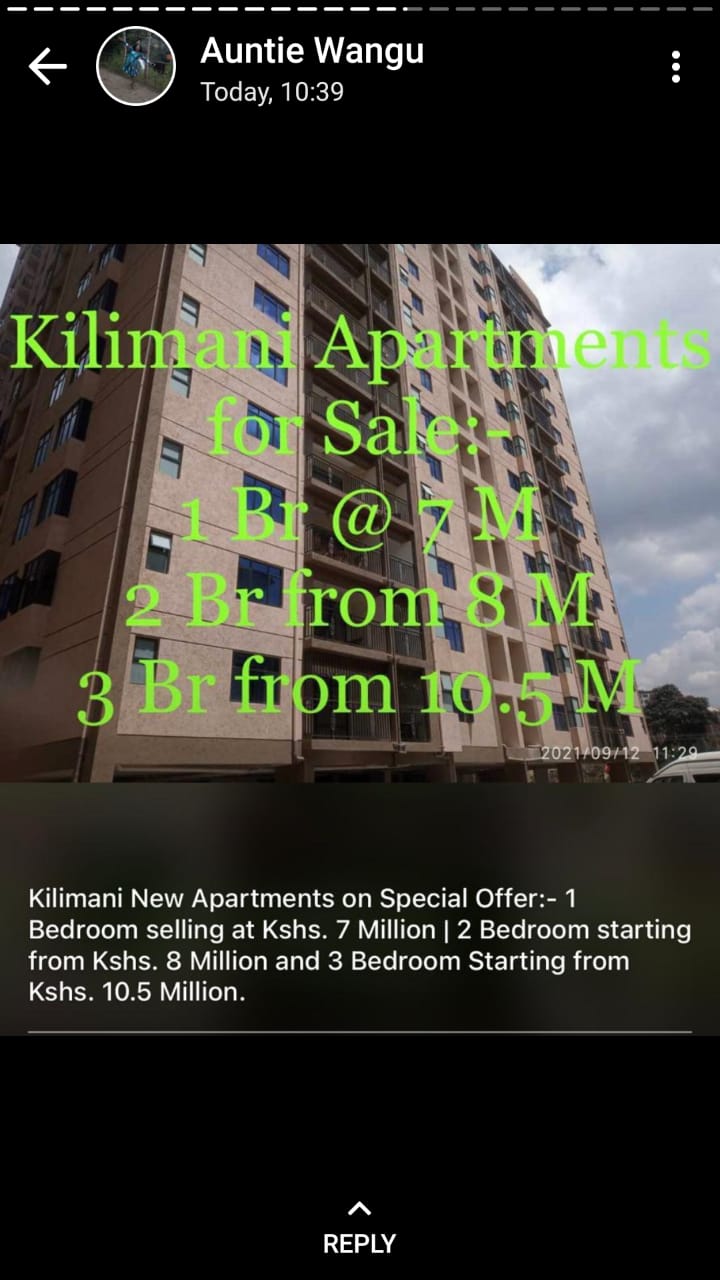 Auntie Wangu
Today, 10:39
Kilimani Apartments
for Sale:-
1 Br @ 7 M
2 Br from 8 M
3 Br from 10.5 M
2021/09/12 11:29
Kilimani New Apartments on Special Offer:- 1
Bedroom selling at Kshs. 7 Million | 2 Bedroom starting
from Kshs. 8 Million and 3 Bedroom Starting from
Kshs. 10.5 Million.
REPLY